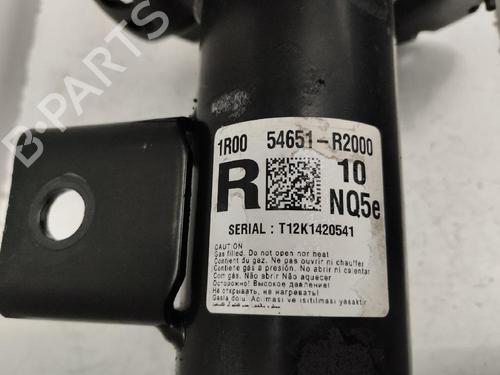 B-PARTS
1R00 54651-R2000
R 10
NQ5e
SERIAL : T12K1420541
CAUTION
Gas filled. Do not open nor heat
Contient du gaz. Ne pas ouvrir ni chauffer
Contiene gas a presión. No abrir ni calentar
Com gás. Não abrir Não aquecer
Осторожно! Высокое давление!
Не открывать, не нагревать!
Gazla dolu. Açılması ve ısıtılması yasaktır